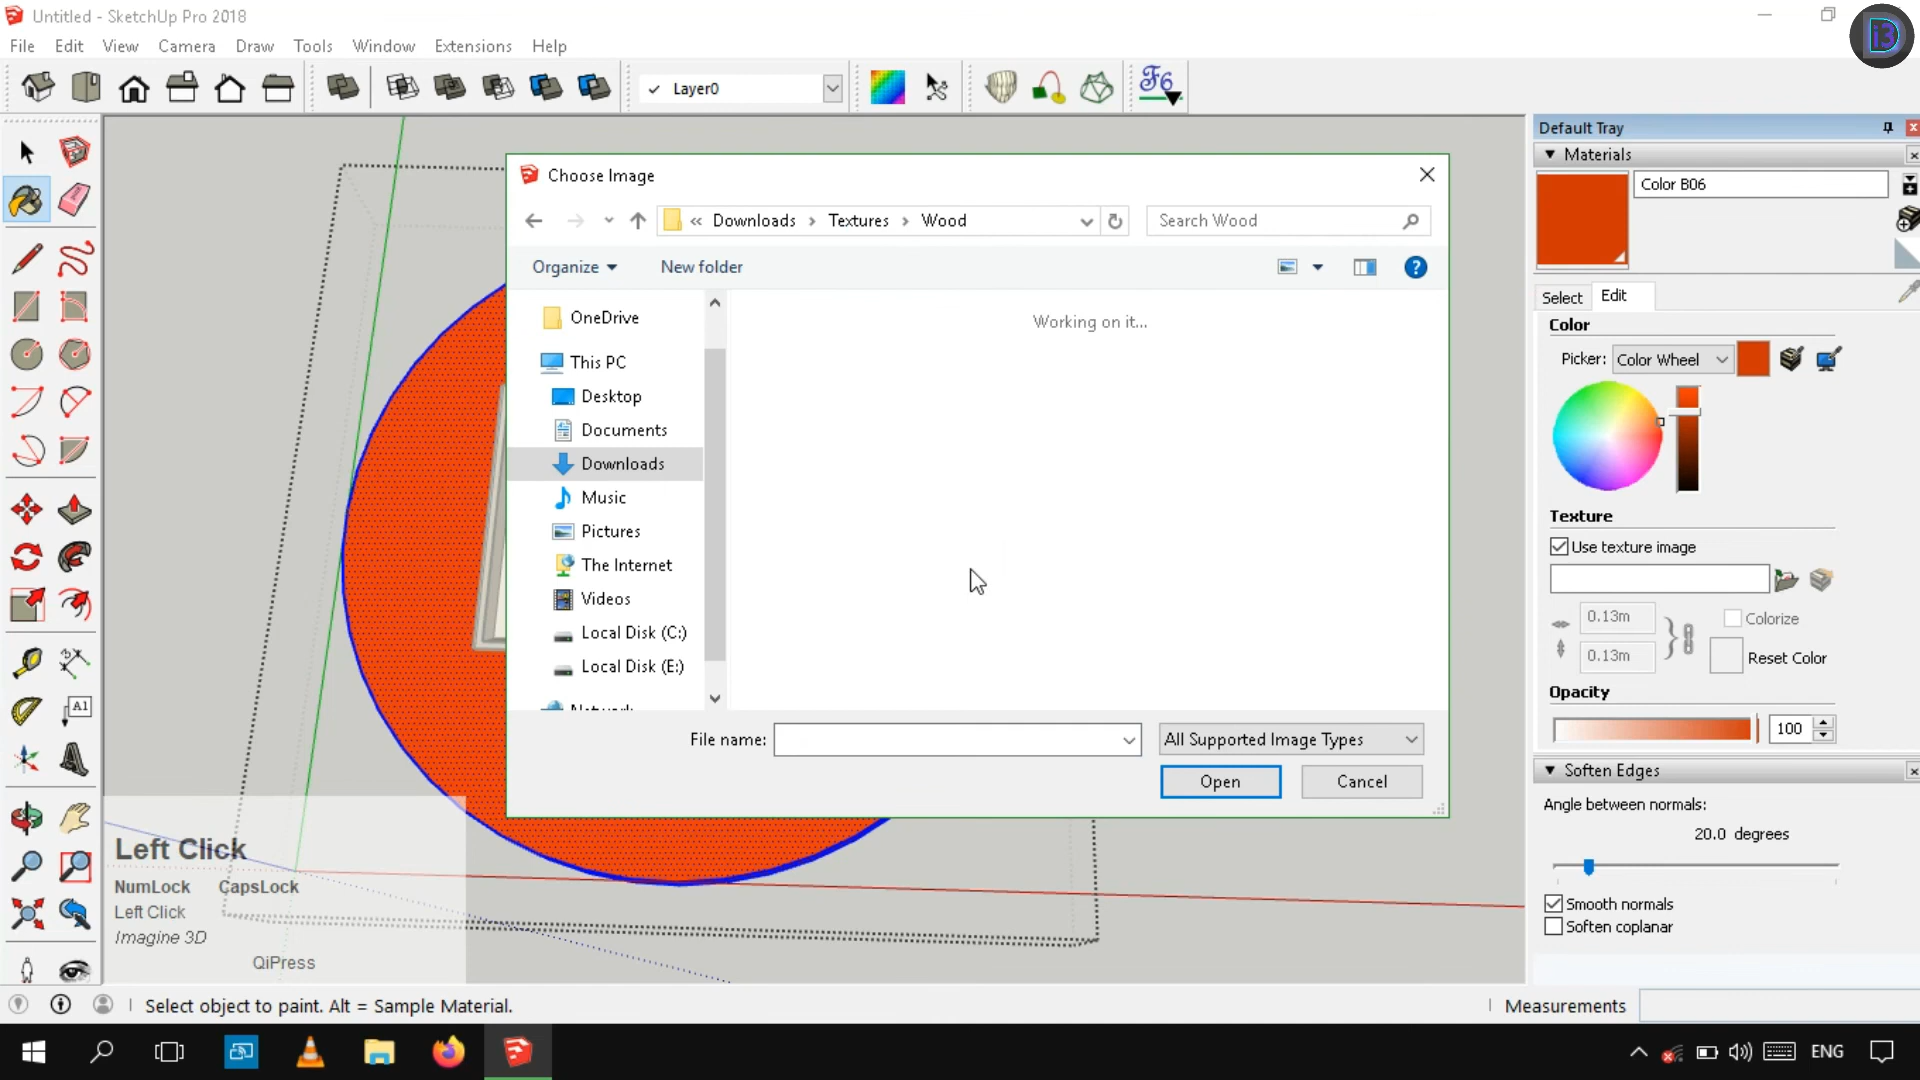 Untitled - SketchUp Pro 2018
i3
File Edit View Camera Draw Tools Window Extensions Help
Layer0
Default Tray
Materials
Color B06
Select Edit
Color
Picker: Color Wheel
Texture
Use texture image
0.13m
Colorize
0.13m
Reset Color
Opacity
100
Soften Edges
Angle between normals:
20.0 degrees
Smooth normals
Soften coplanar
Choose Image
« Downloads › Textures › Wood
Search Wood
Organize
New folder
OneDrive
This PC
Desktop
Documents
Downloads
Music
Pictures
The Internet
Videos
Local Disk (C:)
Local Disk (E:)
Network
Working on it...
File name:
All Supported Image Types
Open
Cancel
A1
Left Click
NumLock CapsLock
Left Click
Imagine 3D
QiPress
Select object to paint. Alt = Sample Material.
Measurements
ENG